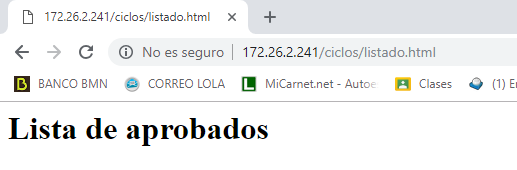 172.26.2.241/ciclos/listado.html
No es seguro | 172.26.2.241/ciclos/listado.html
BANCO BMN CORREO LOLA MiCarnet.net - Autoe Clases (1) En
Lista de aprobados